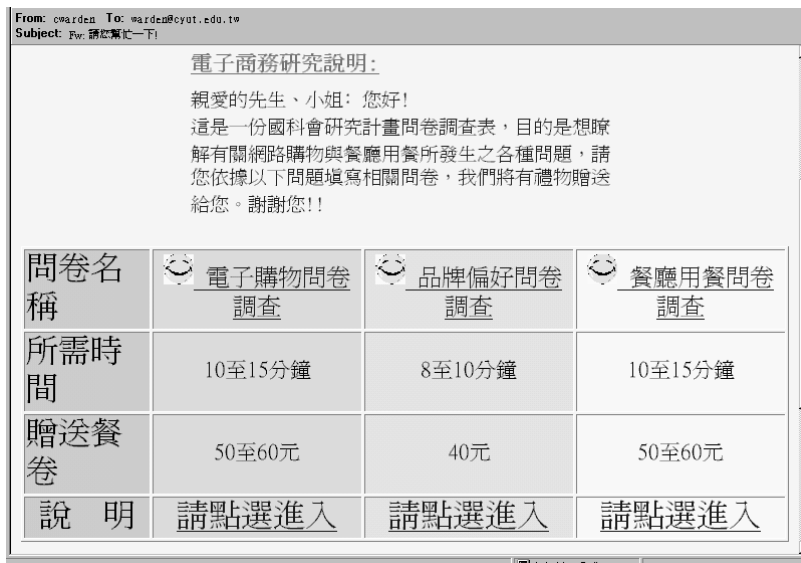 From: cwarden To: warden@cyut.edu.tw
Subject: Fw: 請您幫忙一下!
電子商務研究說明:
親愛的先生、小姐: 您好!
這是一份國科會研究計畫問卷調查表，目的是想瞭
解有關網路購物與餐廳用餐所發生之各種問題，請
您依據以下問題填寫相關問卷，我們將有禮物贈送
給您。謝謝您!!
問卷名
稱
電子購物問卷
調查
品牌偏好問卷
調查
餐廳用餐問卷
調查
所需時
間
10至15分鐘
8至10分鐘
10至15分鐘
贈送餐
卷
50至60元
40元
50至60元
說 明
請點選進入
請點選進入
請點選進入